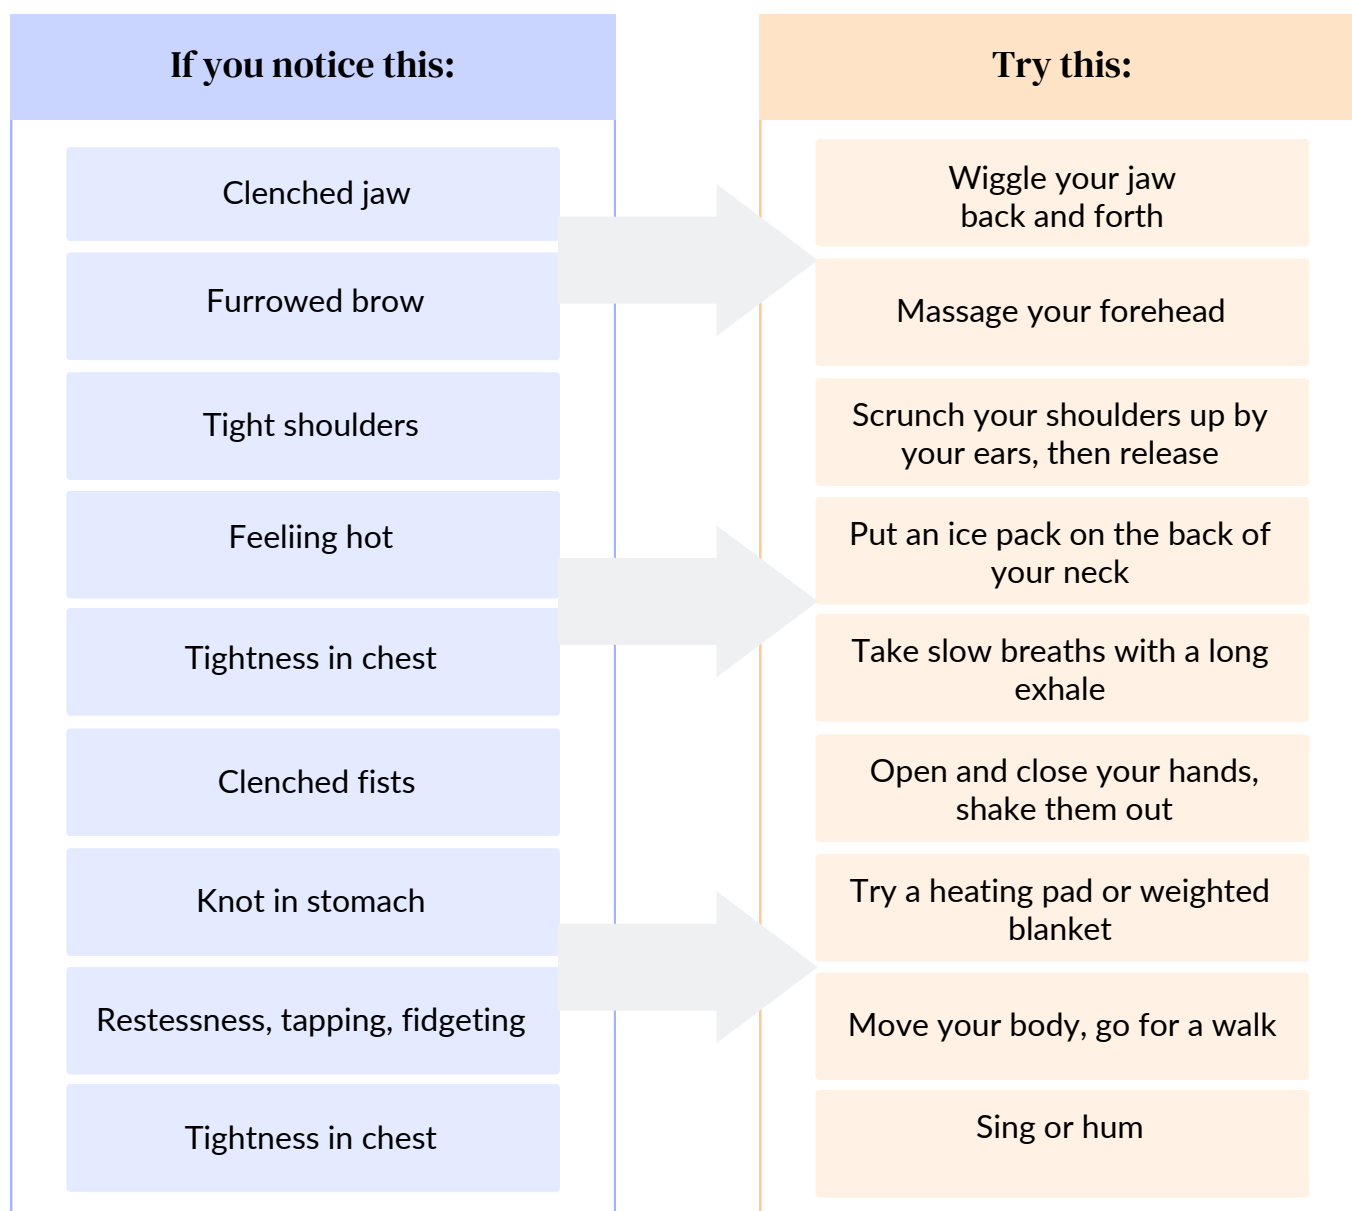 If you notice this:
Clenched jaw
Furrowed brow
Tight shoulders
Feeliing hot
Tightness in chest
Clenched fists
Knot in stomach
Restessness, tapping, fidgeting
Tightness in chest
Try this:
Wiggle your jaw
back and forth
Massage your forehead
Scrunch your shoulders up by
your ears, then release
Put an ice pack on the back of
your neck
Take slow breaths with a long
exhale
Open and close your hands,
shake them out
Try a heating pad or weighted
blanket
Move your body, go for a walk
Sing or hum